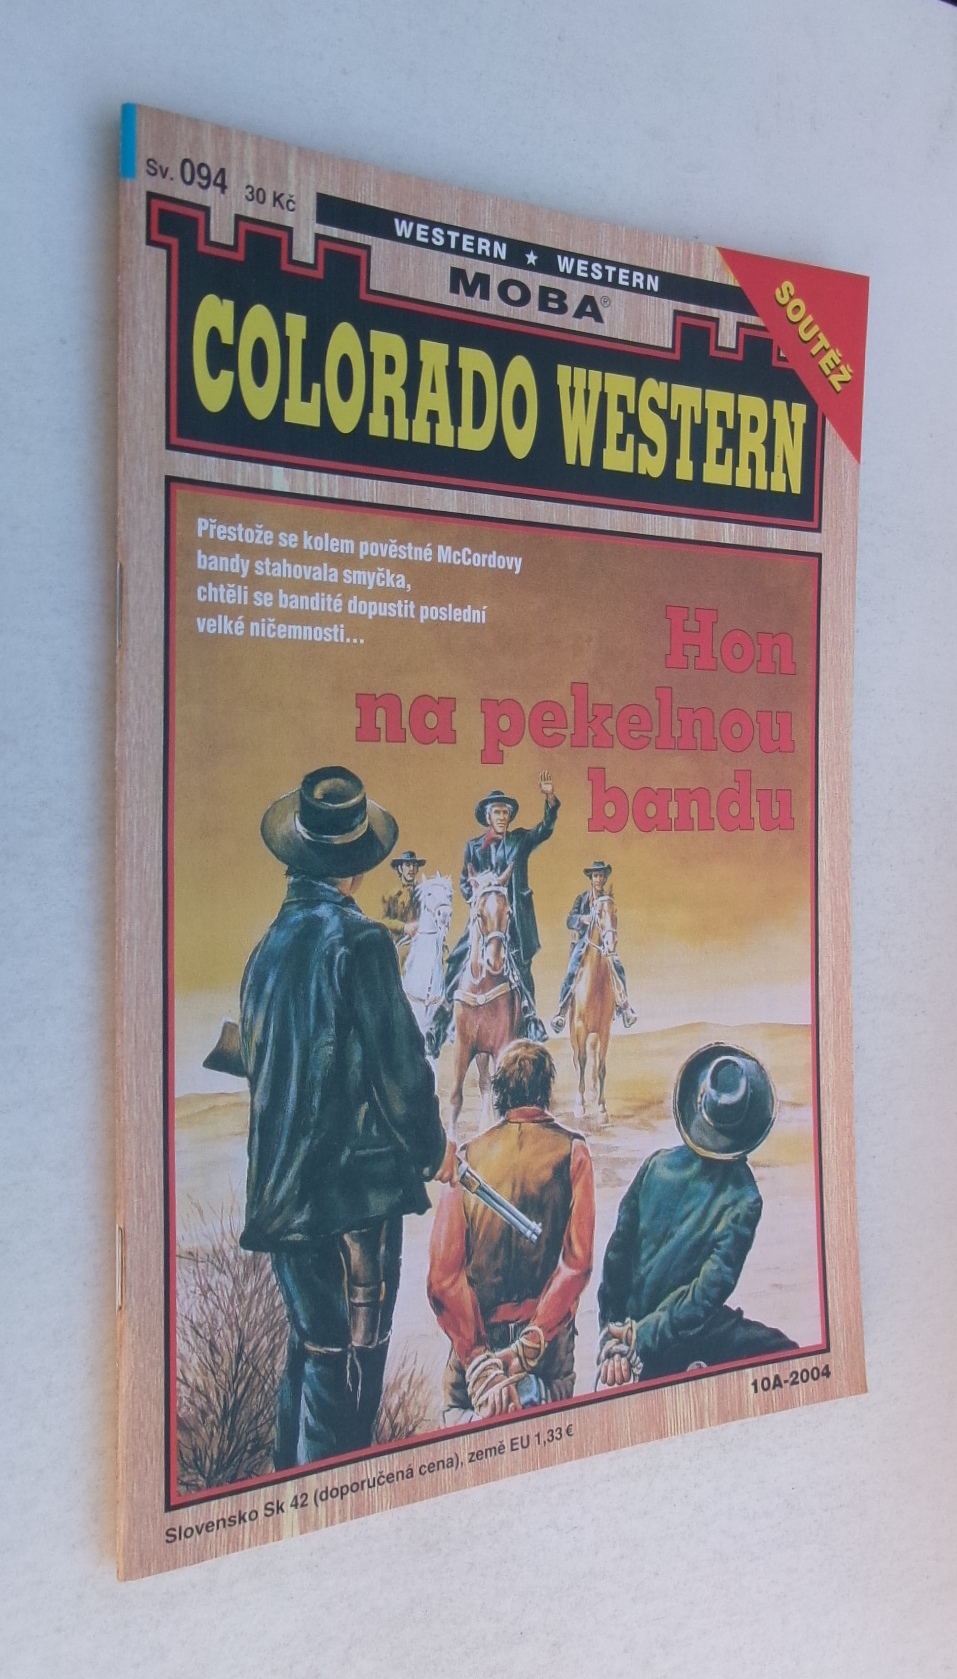 Sv. 094 30 Kč
WESTERN ★ WESTERN
MOBA®
SOUTĚŽ
COLORADO WESTERN
Přestože se kolem pověstné McCordovy
bandy stahovala smyčka,
chtěli se bandité dopustit poslední
velké ničemnosti...
Hon
na pekelnou
bandu
10A-2004
Slovensko Sk 42 (doporučená cena), země EU 1,33 €